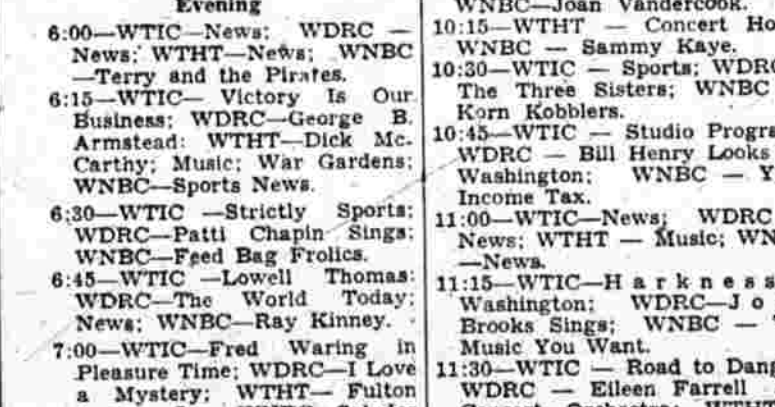 Evening
6:00—WTIC—News; WDRC —
News; WTHT—News; WNBC
—Terry and the Pirates.
6:15—WTIC— Victory Is Our
Business; WDRC—George B.
Armstead: WTHT—Dick Mc-
Carthy; Music; War Gardens;
WNBC—Sports News.
6:30—WTIC —Strictly Sports;
WDRC—Patti Chapin Sings;
WNBC—Feed Bag Frolics.
6:45—WTIC —Lowell Thomas:
WDRC—The World Today;
News; WNBC—Ray Kinney.
7:00—WTIC—Fred Waring in
Pleasure Time; WDRC—I Love
a Mystery; WTHT— Fulton
WNBC—Joan Vandercook.
10:15—WTHT — Concert
WNBC — Sammy Kaye.
10:30—WTIC — Sports;
The Three Sisters; WNBC
Korn Kobblers.
10:45—WTIC — Studio
WDRC — Bill Henry Looks
Washington; WNBC —
Income Tax.
11:00—WTIC—News; WDRC
News; WTHT — Music;
—News.
11:15—WTIC—Harkness
Washington; WDRC—
Brooks Sings; WNBC —
Music You Want.
11:30—WTIC — Road to
WDRC — Eileen Farrell